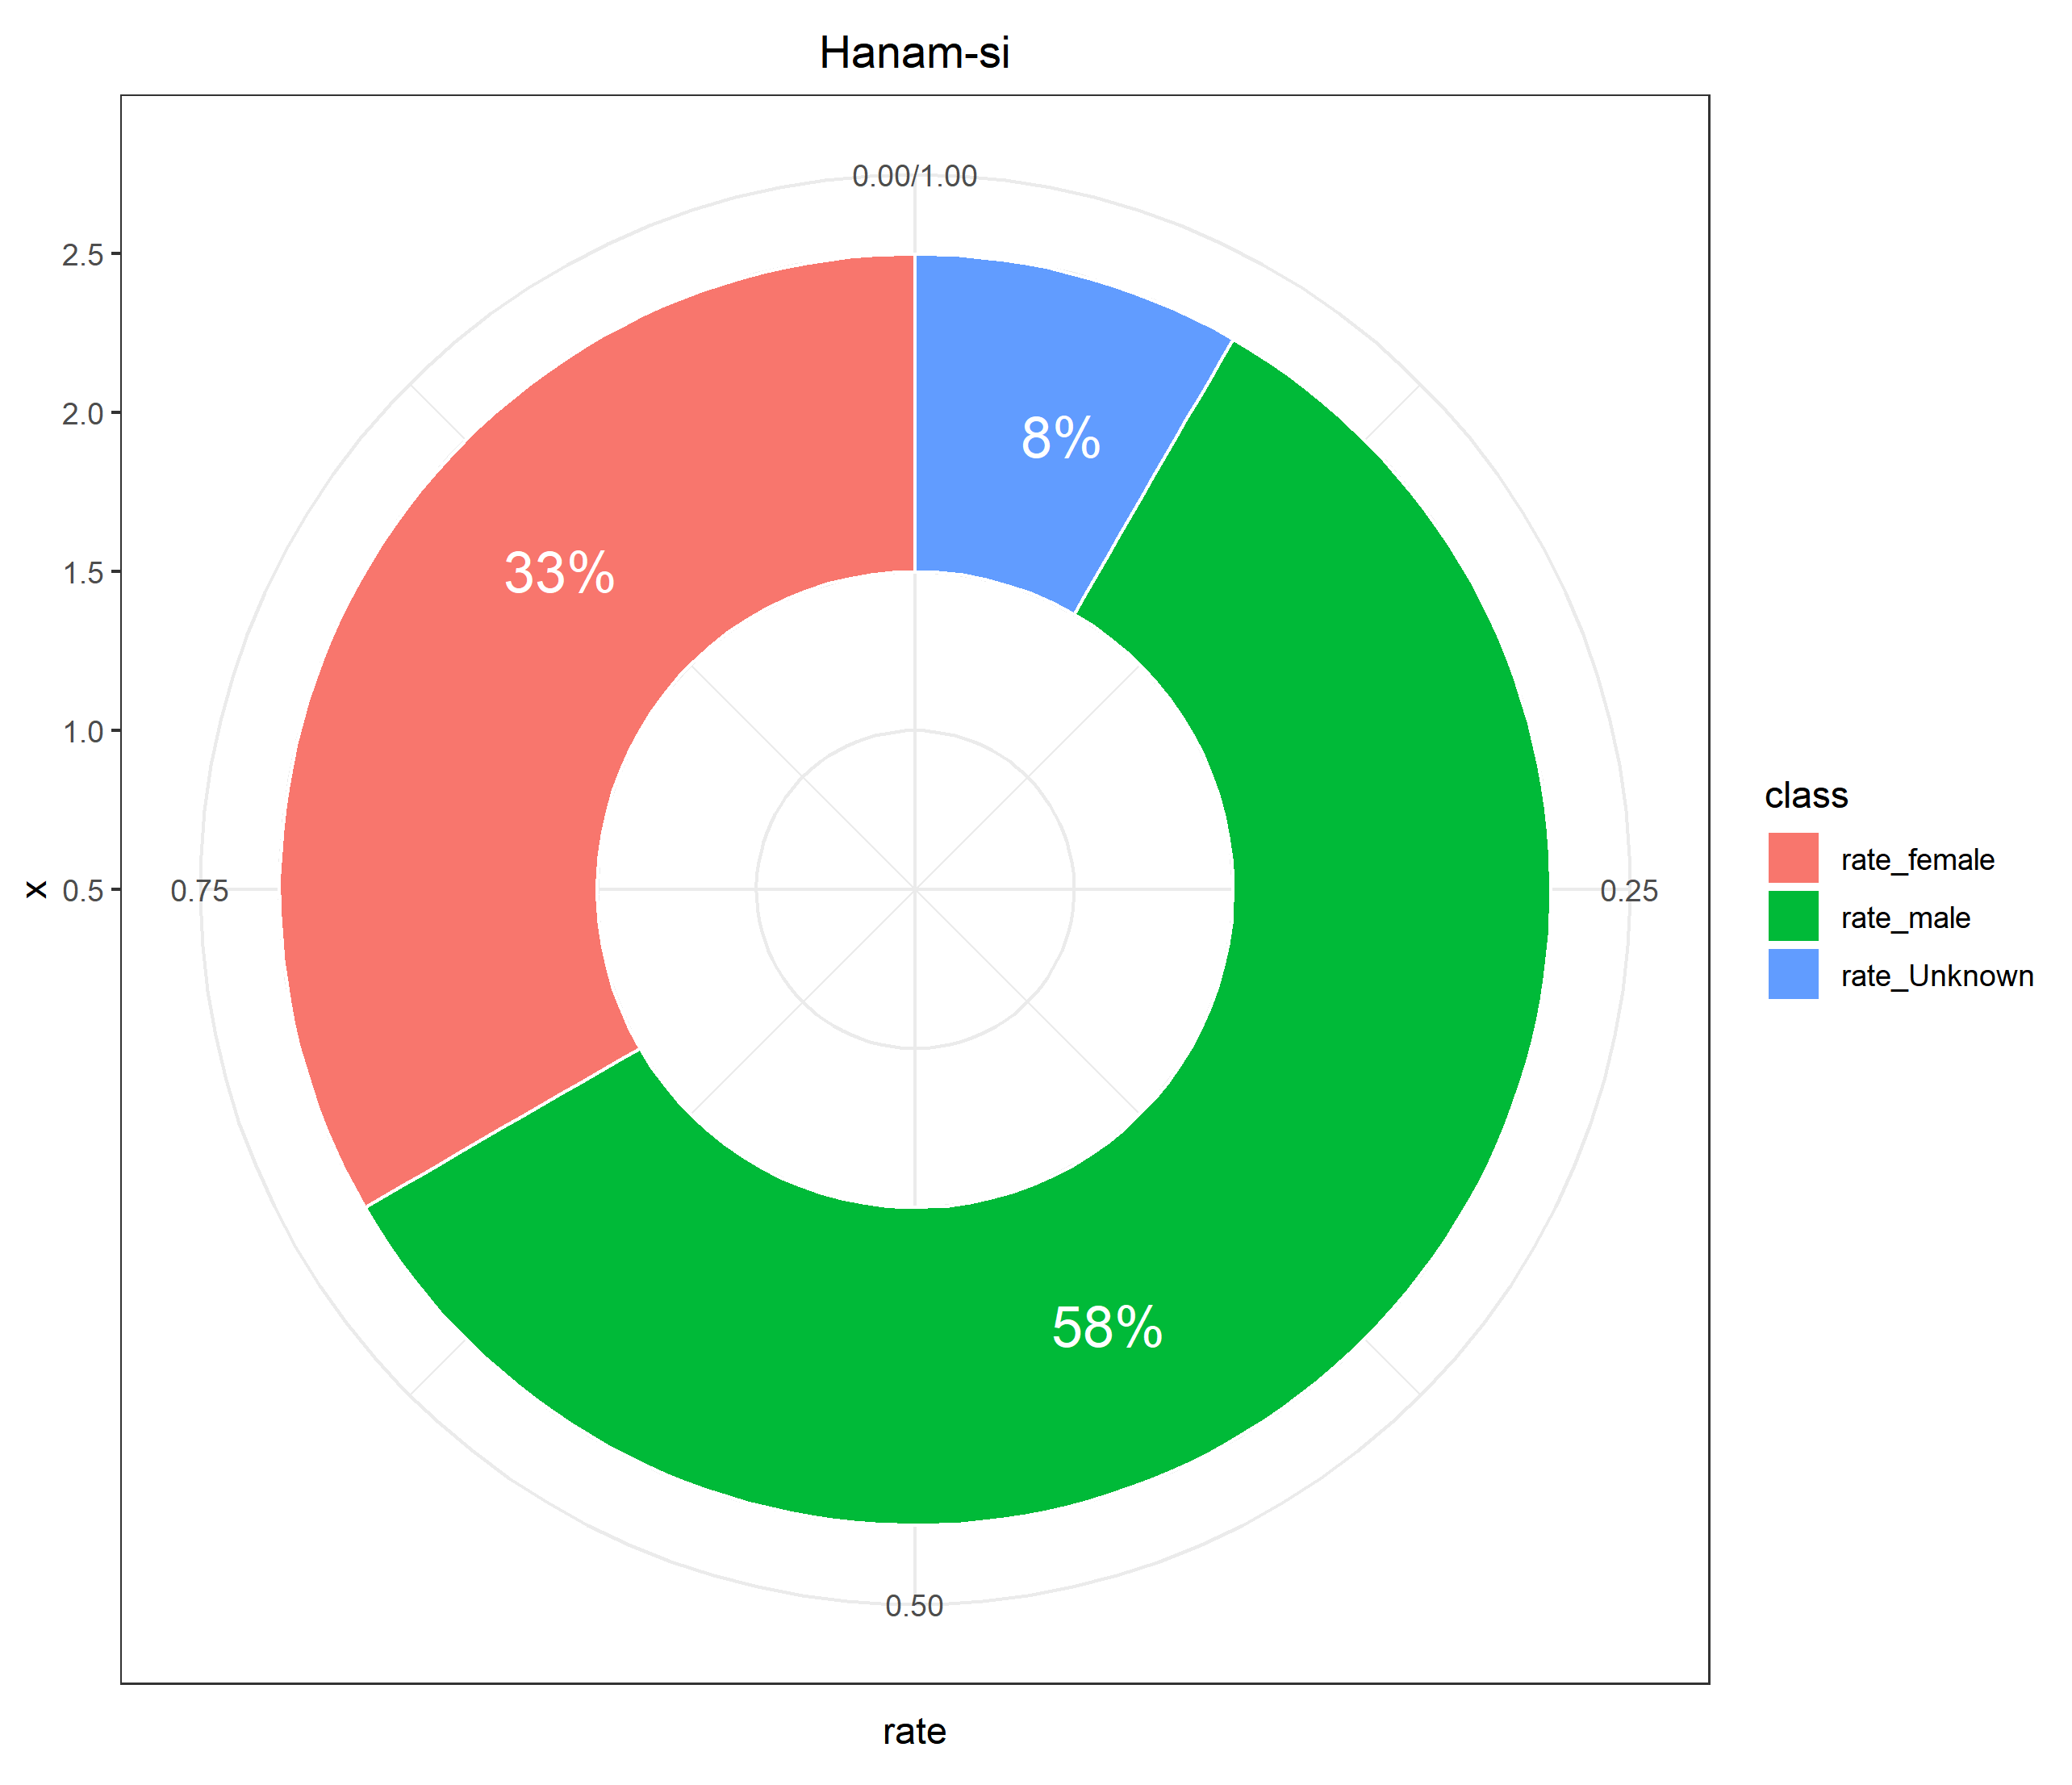 Hanam-si
0.00/1.00
2.5
2.0
8%
1.5
33%
1.0
x
0.5
0.75
0.25
58%
0.50
rate
class
rate_female
rate_male
rate_Unknown